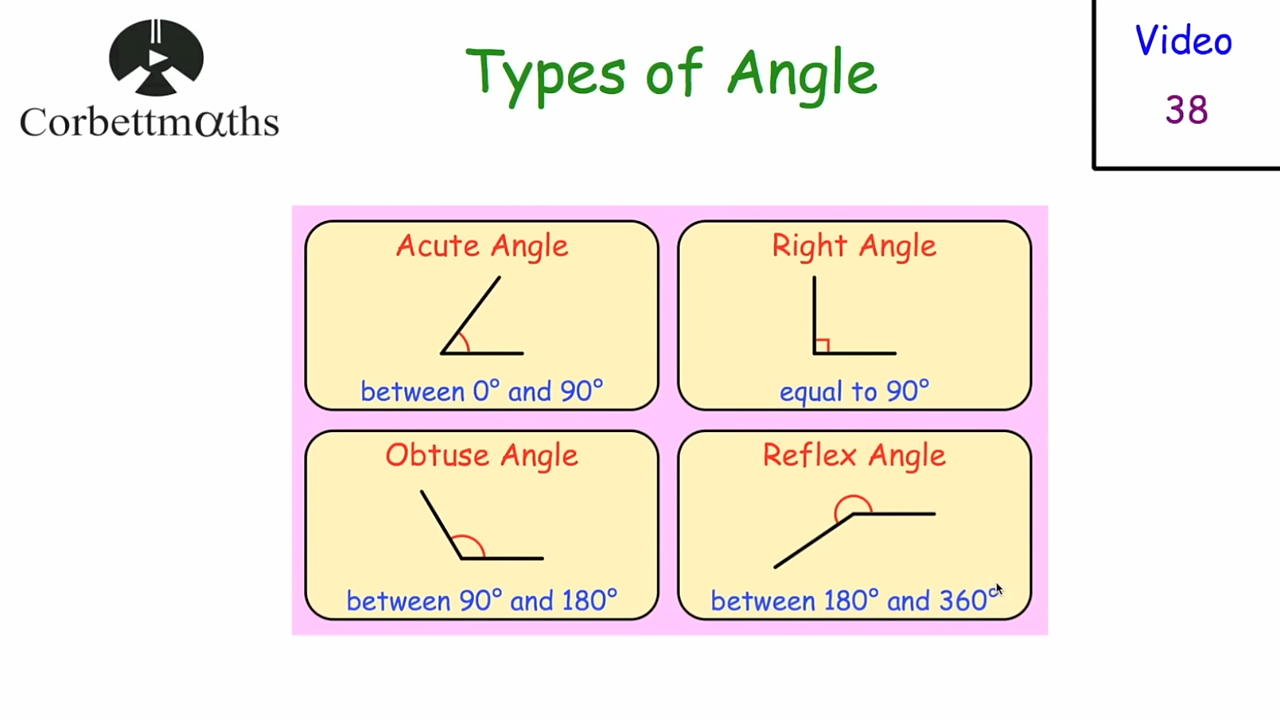 Corbettmαths
Types of Angle
Video
38
Acute Angle
between 0° and 90°
Right Angle
equal to 90°
Obtuse Angle
between 90° and 180°
Reflex Angle
between 180° and 360°